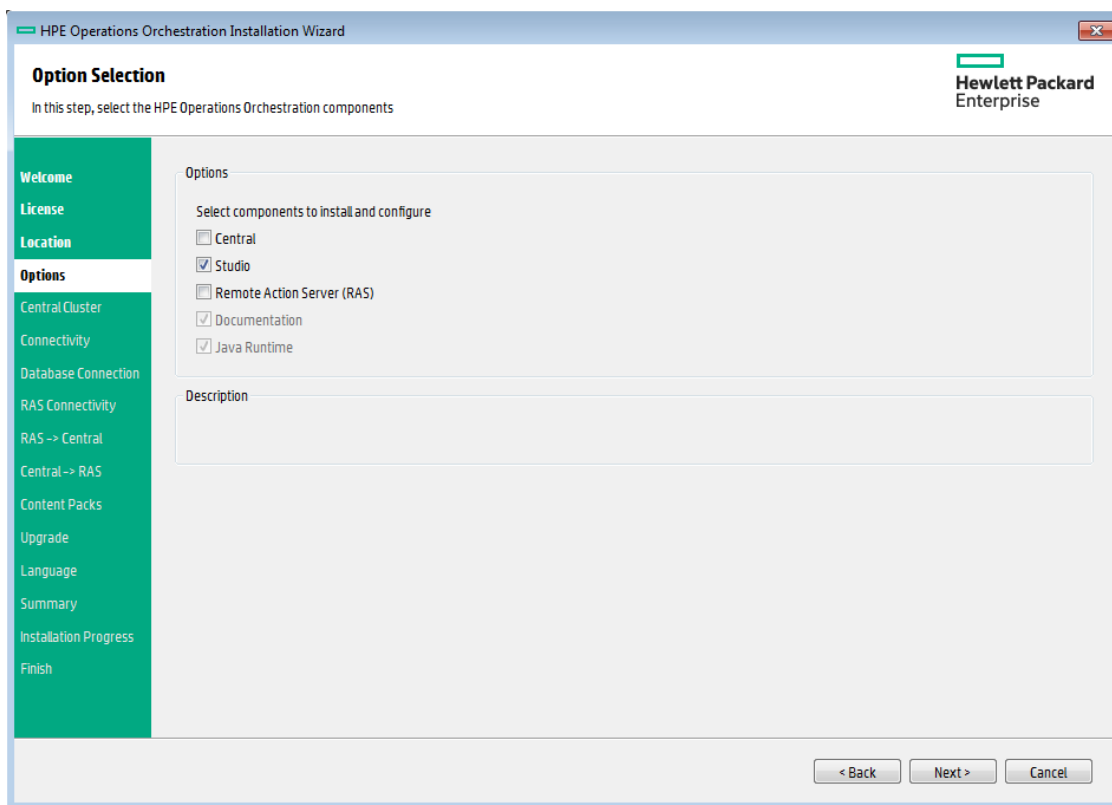 HPE Operations Orchestration Installation Wizard
Option Selection
In this step, select the HPE Operations Orchestration components
Hewlett Packard
Enterprise
Welcome
License
Location
Options
Central Cluster
Connectivity
Database Connection
RAS Connectivity
RAS -> Central
Central -> RAS
Content Packs
Upgrade
Language
Summary
Installation Progress
Finish
Options
Select components to install and configure
Central
Studio
Remote Action Server (RAS)
Documentation
Java Runtime
Description
< Back
Next >
Cancel